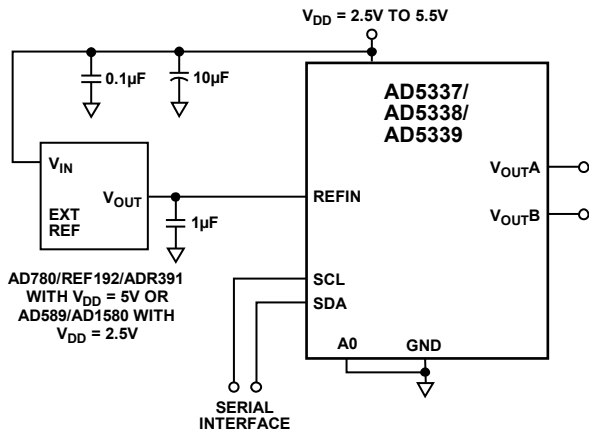 V_DD = 2.5V TO 5.5V
0.1µF
10µF
AD5337/
AD5338/
AD5339
V_IN
V_OUT
EXT
REF
1µF
REFIN
V_OUTA
V_OUTB
SCL
SDA
A0
GND
AD780/REF192/ADR391
WITH V_DD = 5V OR
AD589/AD1580 WITH
V_DD = 2.5V
SERIAL
INTERFACE